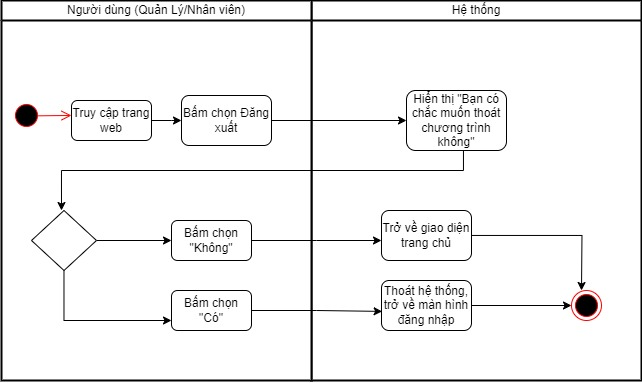 Người dùng (Quản Lý/Nhân viên)
Hệ thống
Truy cập trang
web
Bấm chọn Đăng
xuất
Hiển thị "Bạn có
chắc muốn thoát
chương trình
không"
Bấm chọn
"Không"
Trở về giao diện
trang chủ
Bấm chọn
"Có"
Thoát hệ thống,
trở về màn hình
đăng nhập